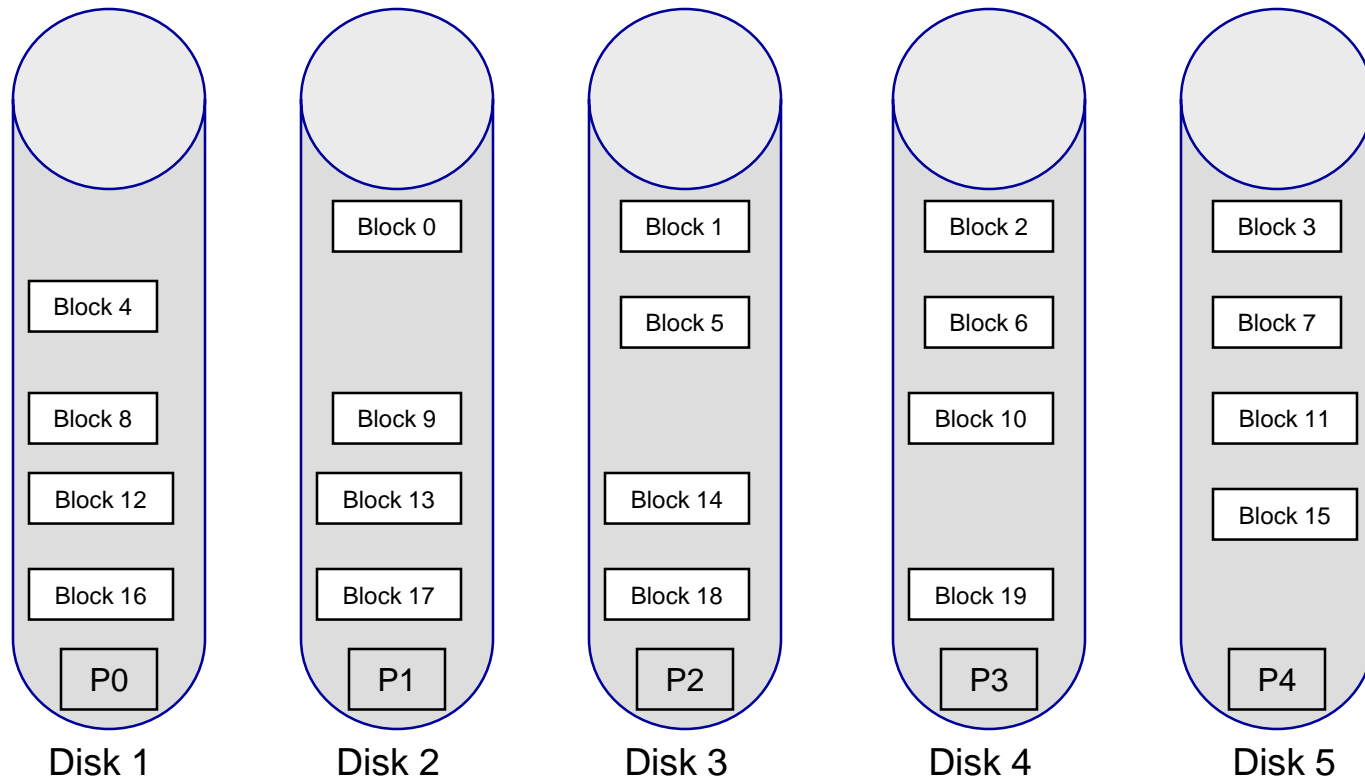 Block 0
Block 1
Block 2
Block 3
Block 4
Block 5
Block 6
Block 7
Block 8
Block 9
Block 10
Block 11
Block 12
Block 13
Block 14
Block 15
Block 16
Block 17
Block 18
Block 19
P0
P1
P2
P3
P4
Disk 1
Disk 2
Disk 3
Disk 4
Disk 5